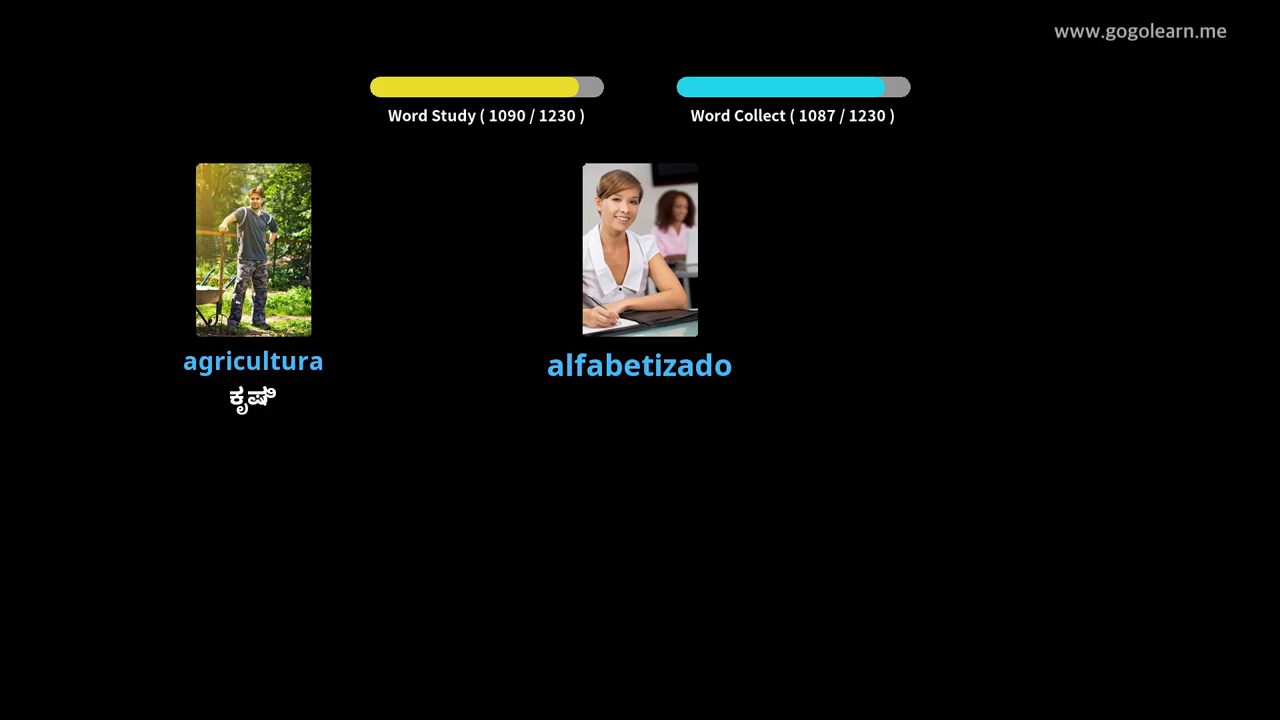 www.gogolearn.me
Word Study ( 1090 / 1230 )
Word Collect ( 1087 / 1230 )
agricultura
ಕೃಷಿ
alfabetizado